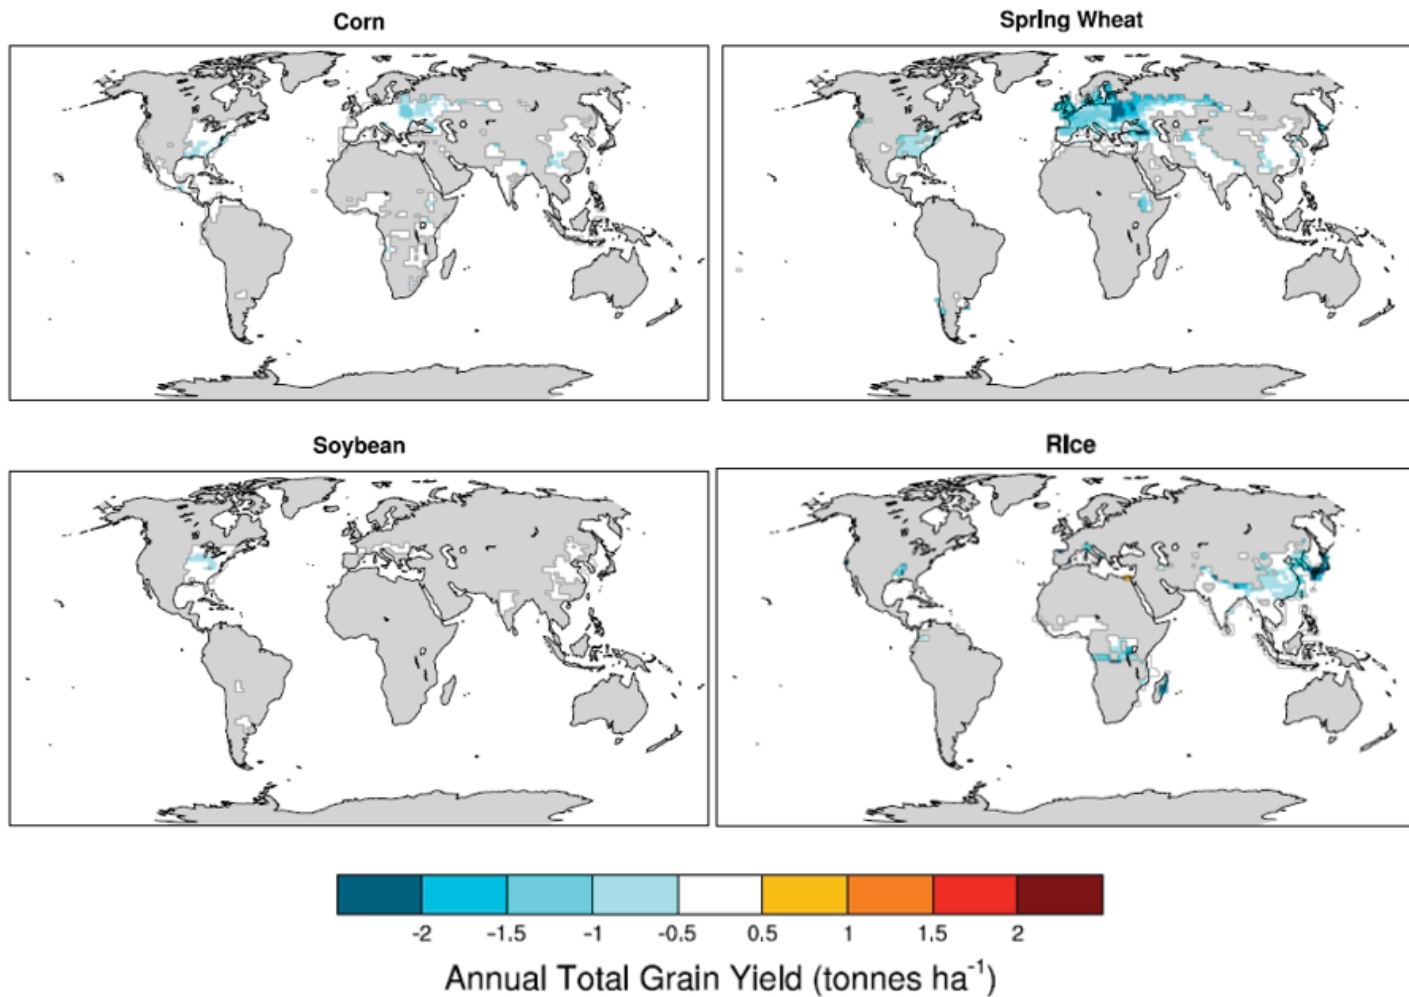 Corn
Spring Wheat
Soybean
RIce
-2 -1.5 -1 -0.5 0.5 1 1.5 2
Annual Total Grain Yield (tonnes ha⁻¹)